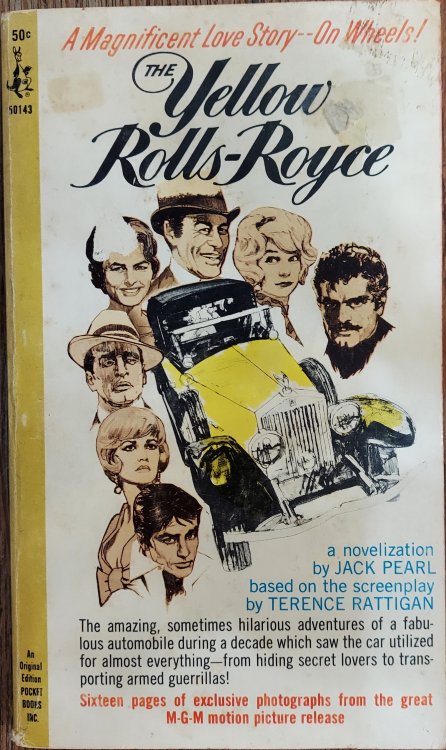 50¢
50143
A Magnificent Love Story--On Wheels!
THE
Yellow
Rolls-Royce
a novelization
by JACK PEARL
based on the screenplay
by TERENCE RATTIGAN
The amazing, sometimes hilarious adventures of a fabu-
lous automobile during a decade which saw the car utilized
for almost everything—from hiding secret lovers to trans-
porting armed guerrillas!
Sixteen pages of exclusive photographs from the great
M-G-M motion picture release
An
Original
Edition
POCKET
BOOKS
INC.